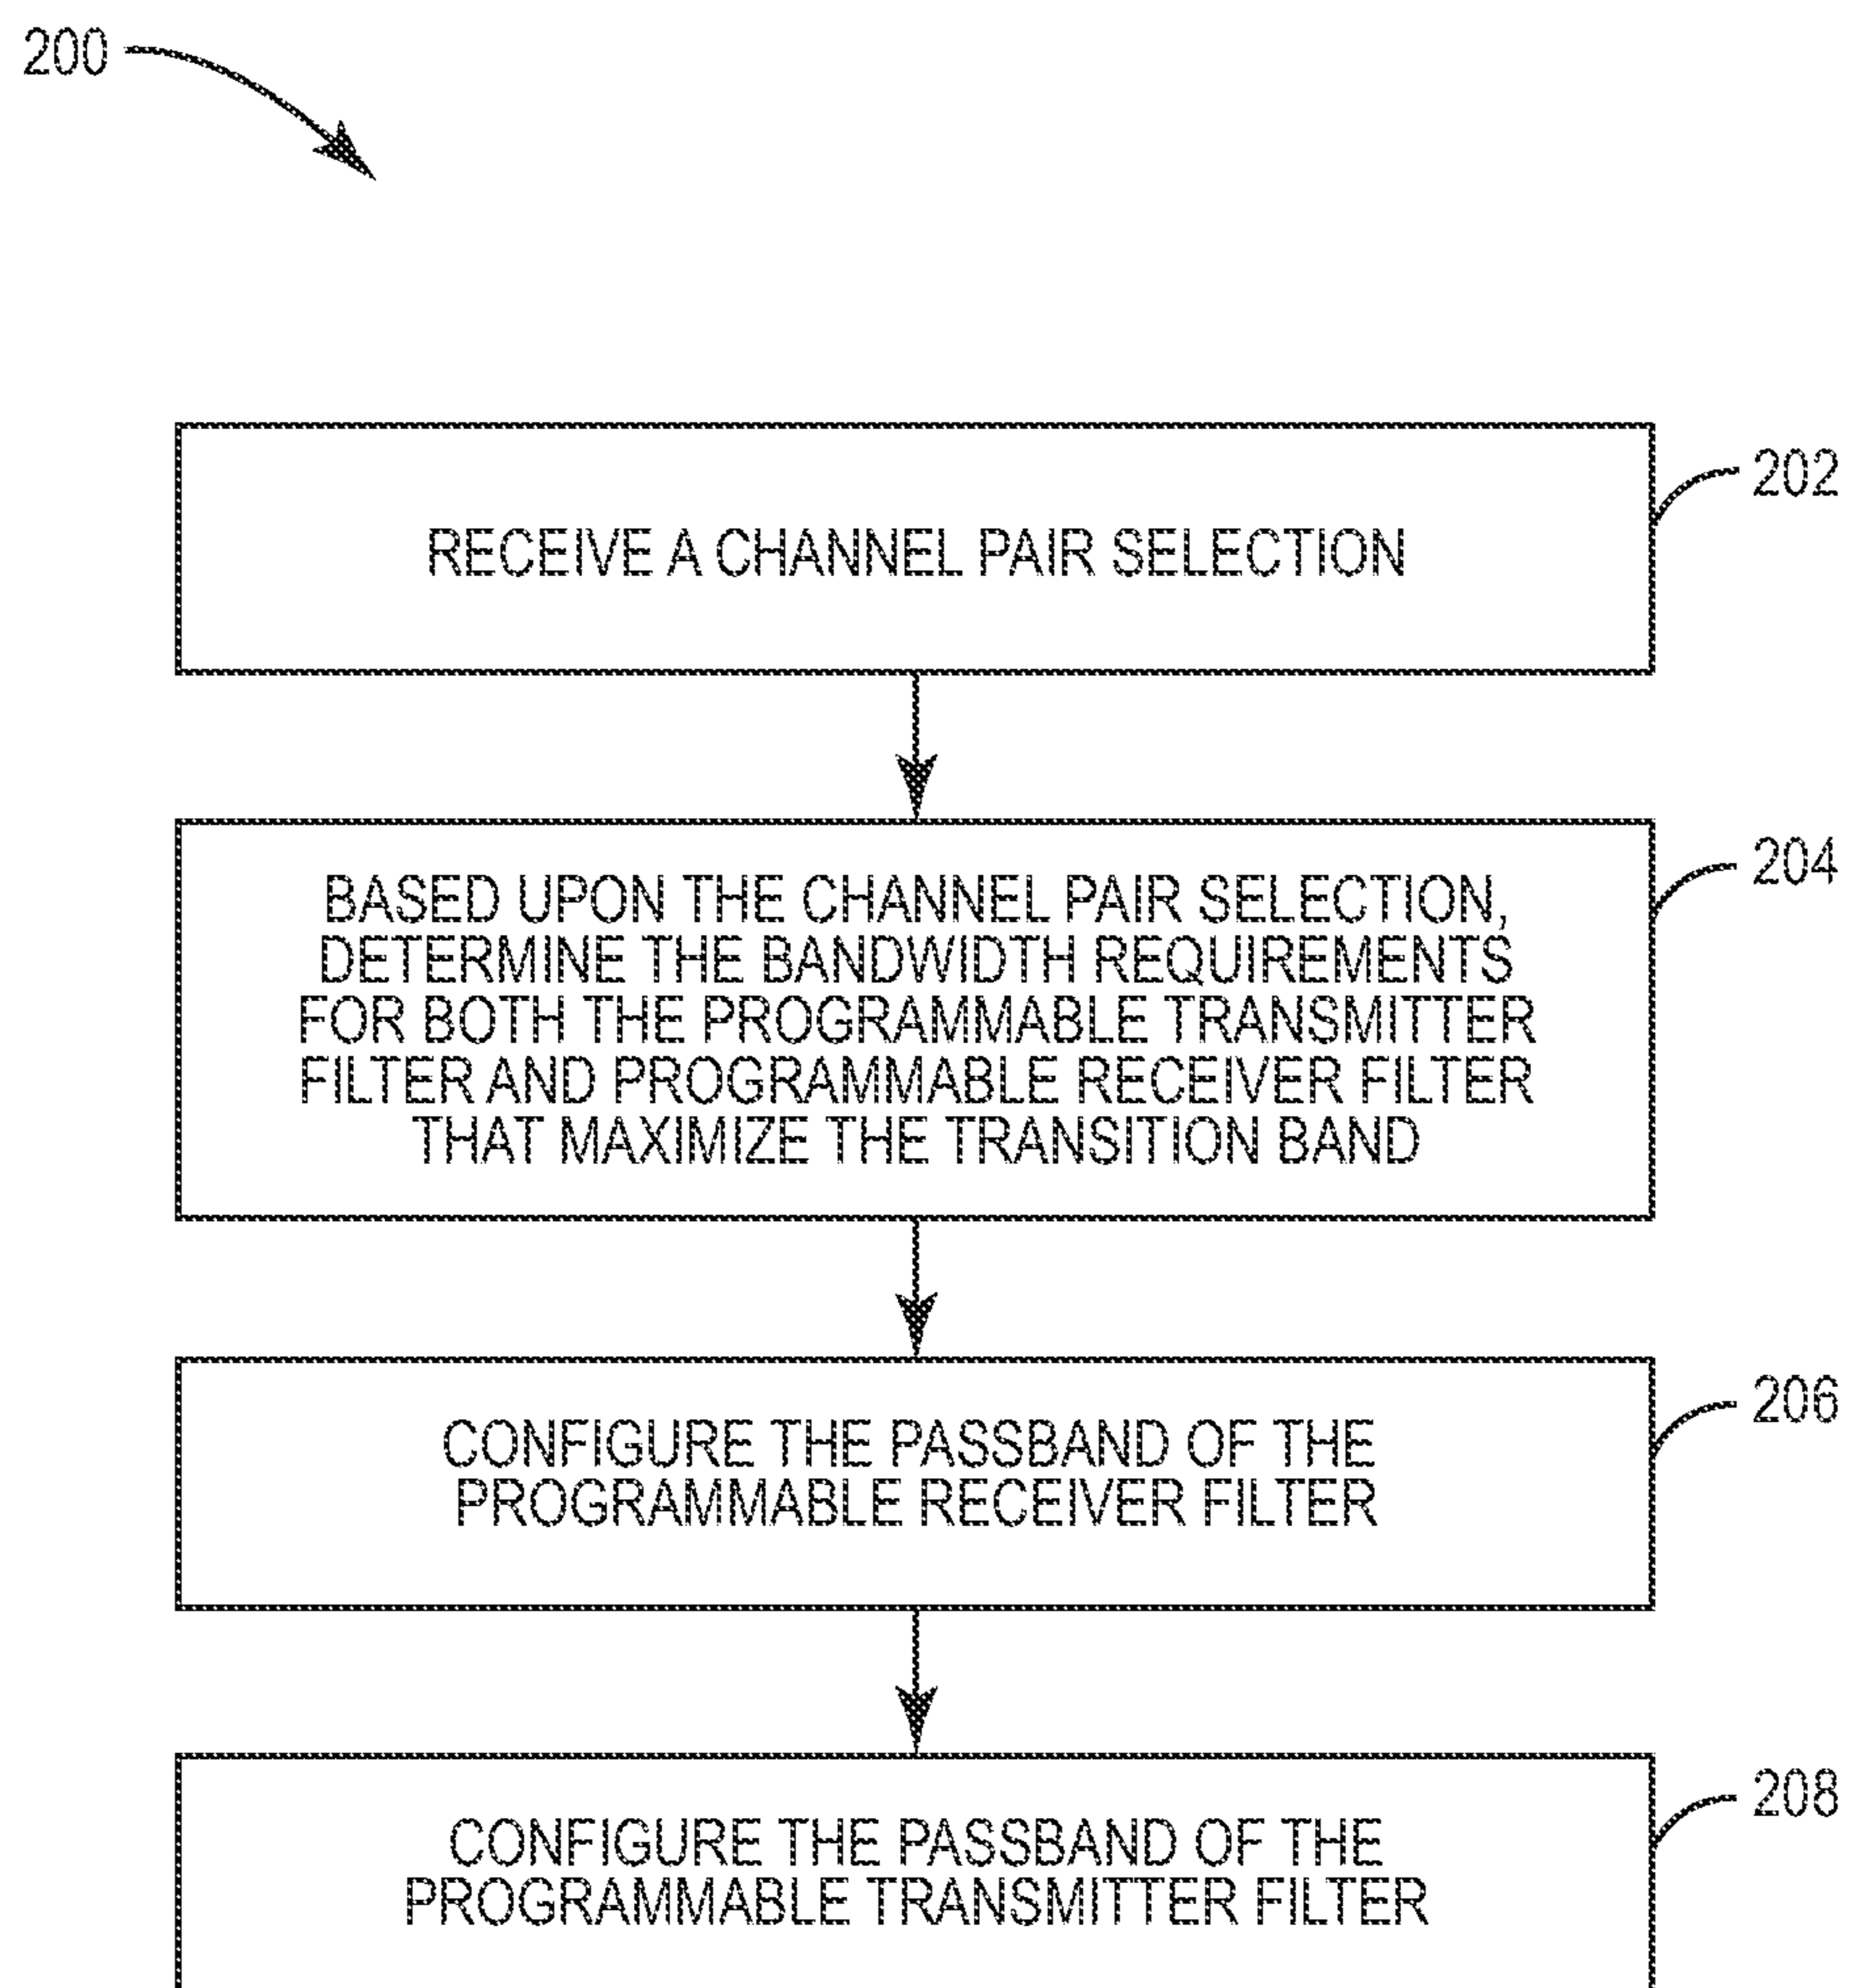 200
202
RECEIVE A CHANNEL PAIR SELECTION
204
BASED UPON THE CHANNEL PAIR SELECTION,
DETERMINE THE BANDWIDTH REQUIREMENTS
FOR BOTH THE PROGRAMMABLE TRANSMITTER
FILTER AND PROGRAMMABLE RECEIVER FILTER
THAT MAXIMIZE THE TRANSITION BAND
206
CONFIGURE THE PASSBAND OF THE
PROGRAMMABLE RECEIVER FILTER
208
CONFIGURE THE PASSBAND OF THE
PROGRAMMABLE TRANSMITTER FILTER